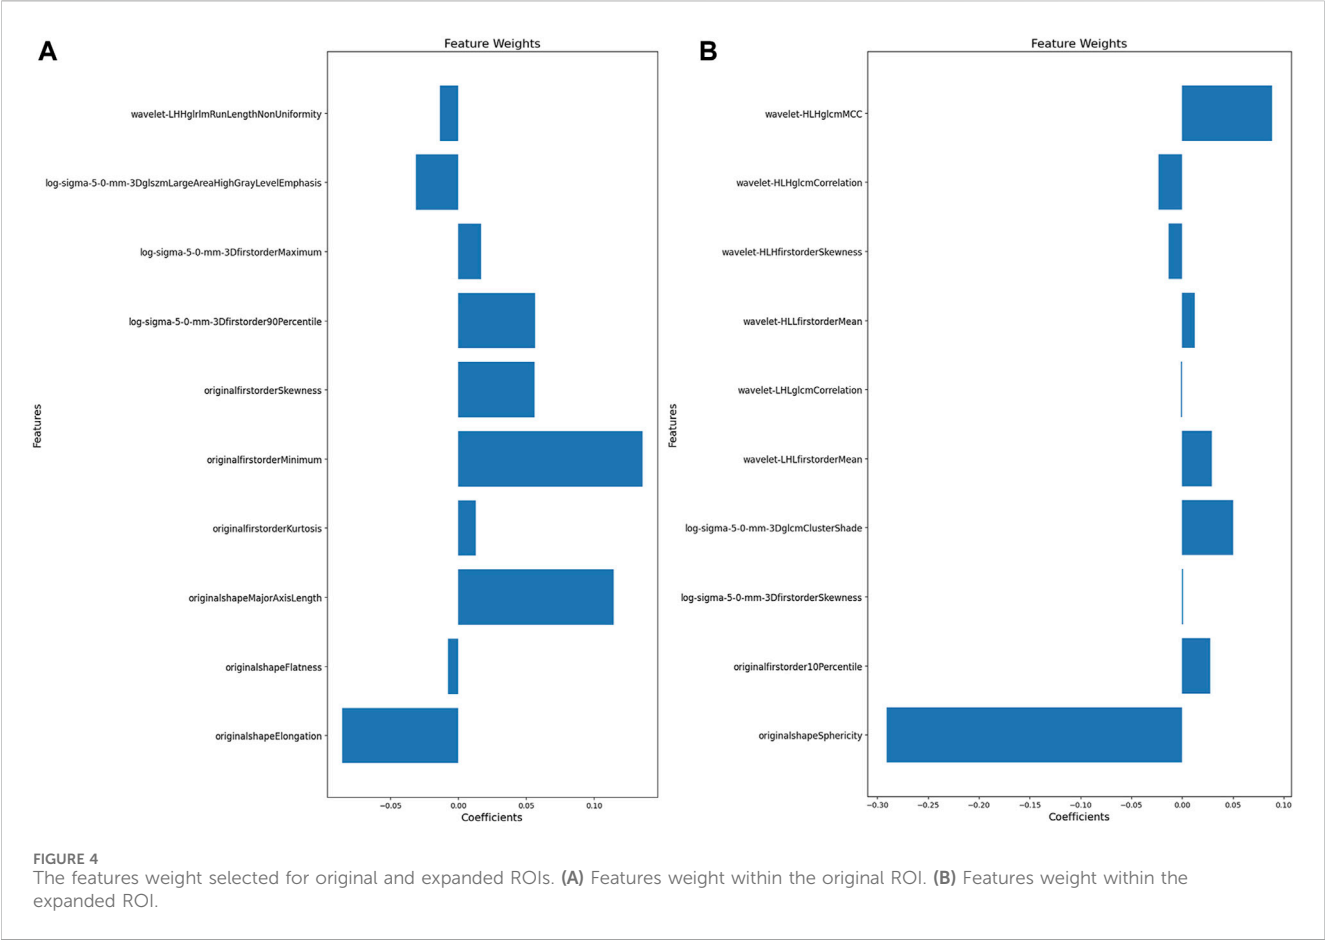 A
Feature Weights
wavelet-LHHglrlmRunLengthNonUniformity
log-sigma-5-0-mm-3DglszmLargeAreaHighGrayLevelEmphasis
log-sigma-5-0-mm-3DfirstorderMaximum
log-sigma-5-0-mm-3Dfirstorder90Percentile
originalfirstorderSkewness
originalfirstorderMinimum
originalfirstorderKurtosis
originalshapeMajorAxisLength
originalshapeFlatness
originalshapeElongation
Features
−0.05 0.00 0.05 0.10
Coefficients
B
Feature Weights
wavelet-HLHglcmMCC
wavelet-HLHglcmCorrelation
wavelet-HLHfirstorderSkewness
wavelet-HLLfirstorderMean
wavelet-LHLglcmCorrelation
wavelet-LHLfirstorderMean
log-sigma-5-0-mm-3DglcmClusterShade
log-sigma-5-0-mm-3DfirstorderSkewness
originalfirstorder10Percentile
originalshapeSphericity
Features
−0.30 −0.25 −0.20 −0.15 −0.10 −0.05 0.00 0.05 0.10
Coefficients
FIGURE 4
The features weight selected for original and expanded ROIs. (A) Features weight within the original ROI. (B) Features weight within the
expanded ROI.